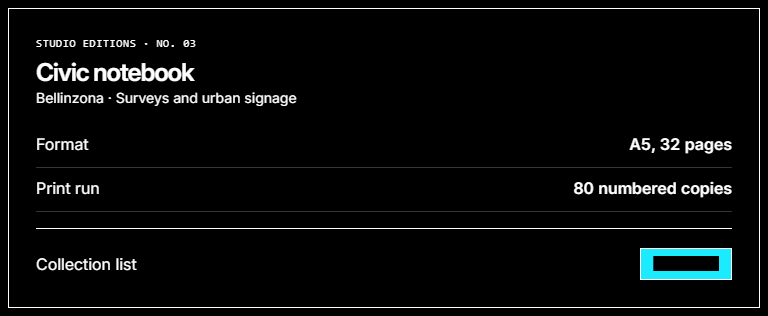 STUDIO EDITIONS · NO. 03
Civic notebook
Bellinzona · Surveys and urban signage
Format A5, 32 pages
Print run 80 numbered copies
Collection list